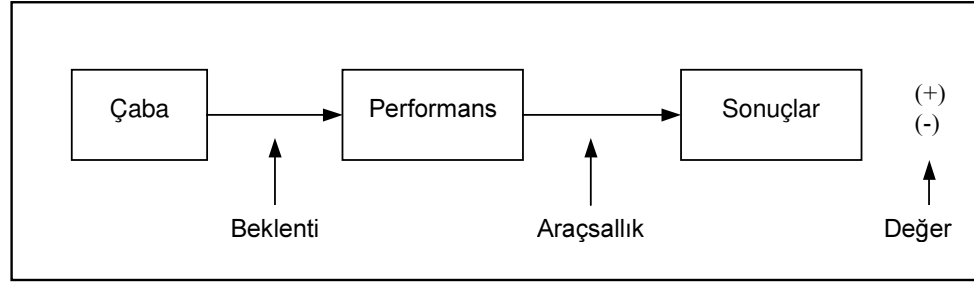 Çaba
Performans
Sonuçlar
(+)
(-)
Beklenti
Araçsallık
Değer